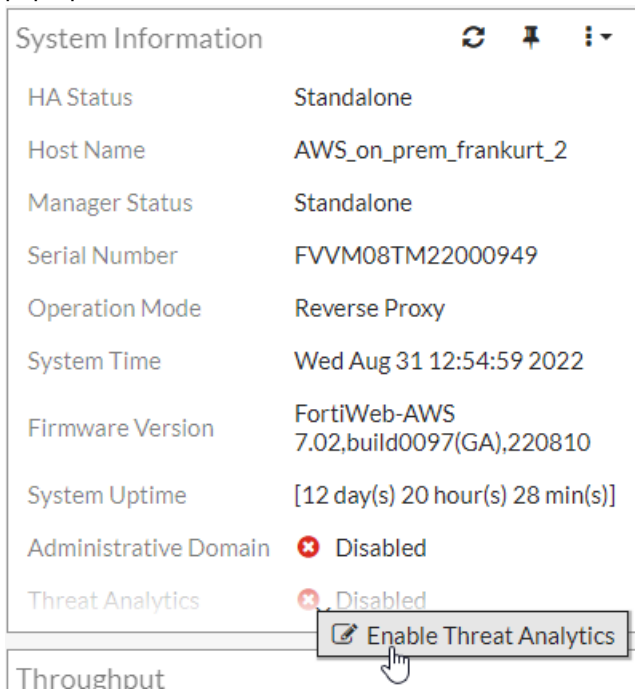 System Information
HA Status Standalone
Host Name AWS_on_prem_frankurt_2
Manager Status Standalone
Serial Number FVVM08TM22000949
Operation Mode Reverse Proxy
System Time Wed Aug 31 12:54:59 2022
Firmware Version FortiWeb-AWS
7.02,build0097(GA),220810
System Uptime [12 day(s) 20 hour(s) 28 min(s)]
Administrative Domain Disabled
Threat Analytics Disabled
Enable Threat Analytics
Throughput